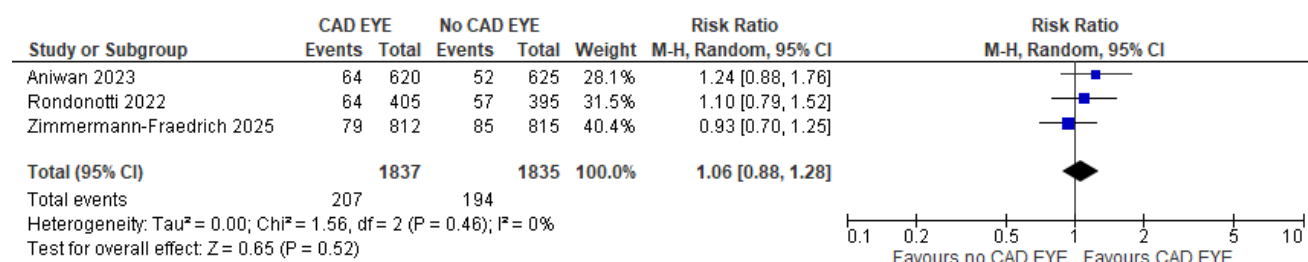 CAD EYE No CAD EYE Risk Ratio Risk Ratio
Study or Subgroup Events Total Events Total Weight M-H, Random, 95% CI M-H, Random, 95% CI
Aniwan 2023 64 620 52 625 28.1% 1.24 [0.88, 1.76]
Rondonotti 2022 64 405 57 395 31.5% 1.10 [0.79, 1.52]
Zimmermann-Fraedrich 2025 79 812 85 815 40.4% 0.93 [0.70, 1.25]
Total (95% CI) 1837 1835 100.0% 1.06 [0.88, 1.28]
Total events 207 194
Heterogeneity: Tau² = 0.00; Chi² = 1.56, df = 2 (P = 0.46); I² = 0%
Test for overall effect: Z = 0.65 (P = 0.52)
0.1 0.2 0.5 1 2 5 10
Favours no CAD EYE Favours CAD EYE